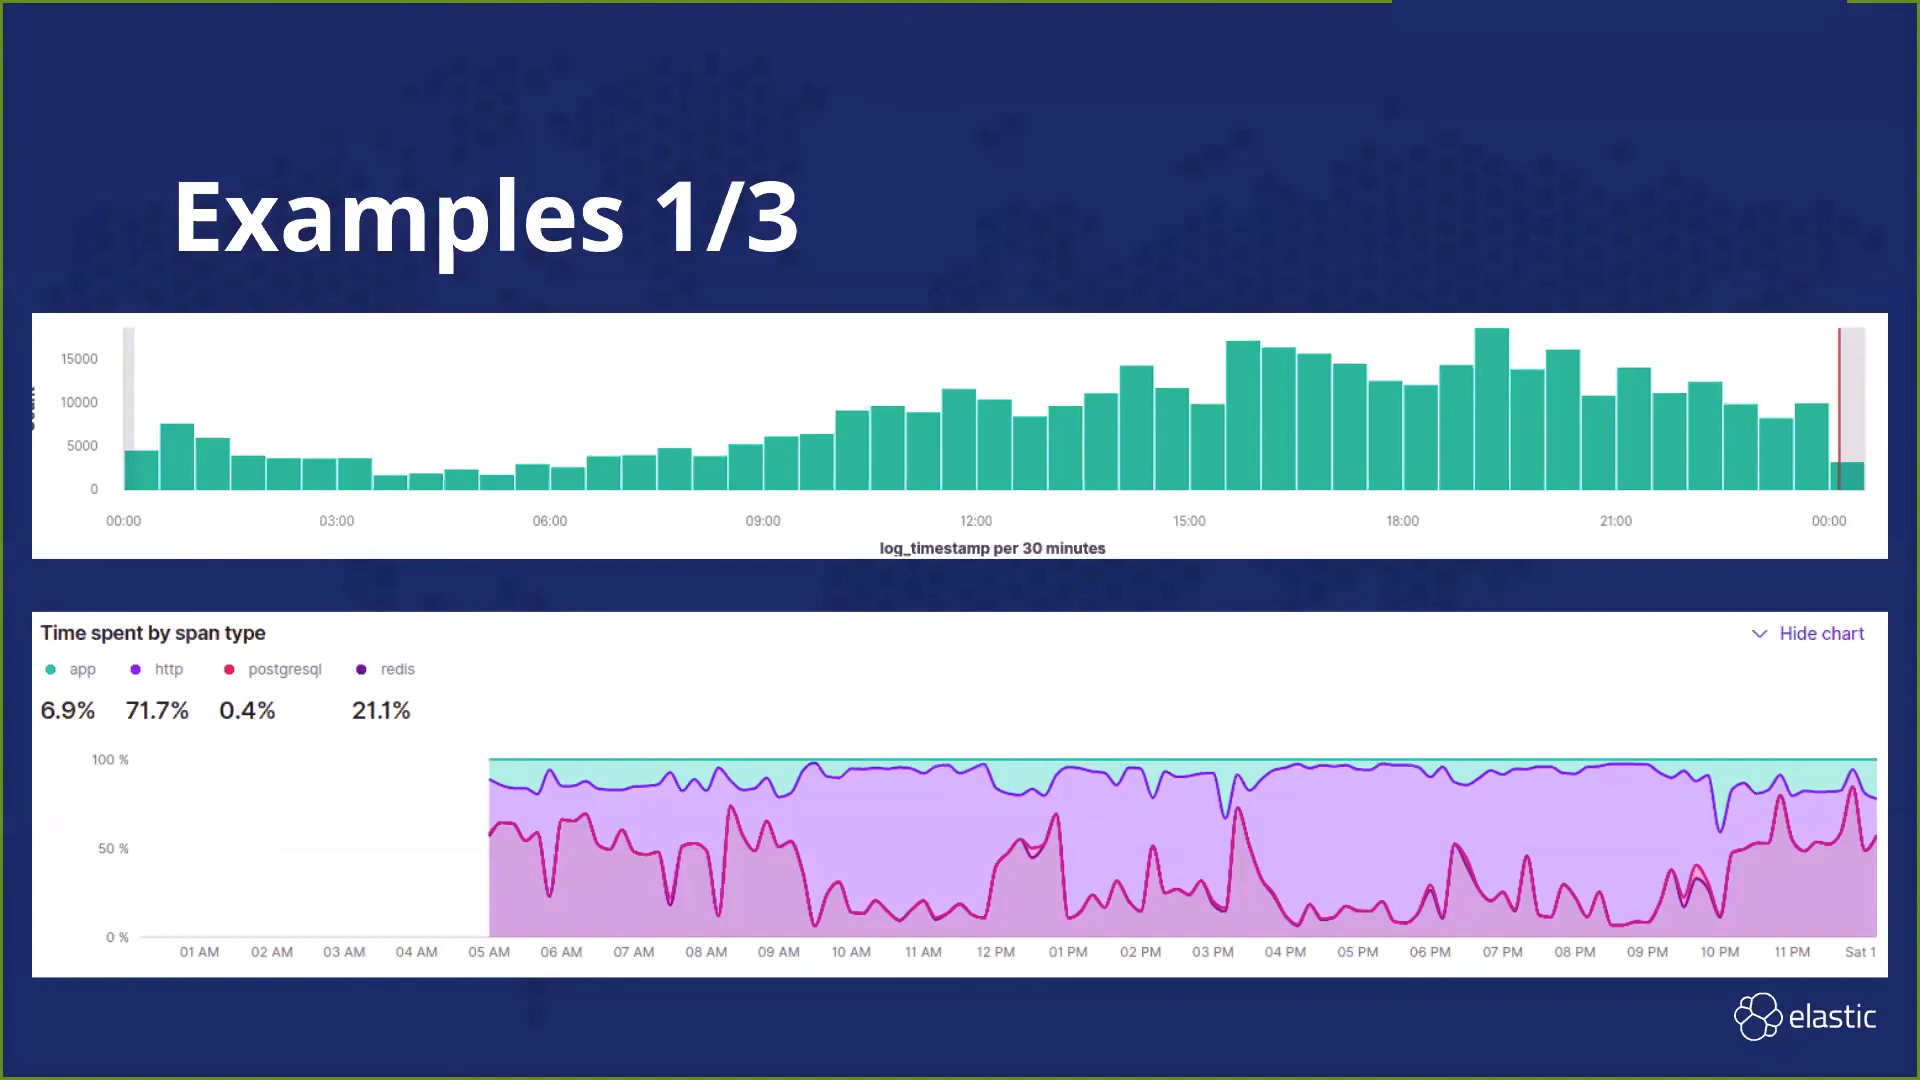 Examples 1/3
15000
10000
5000
0
00:00 03:00 06:00 09:00 12:00 15:00 18:00 21:00 00:00
log_timestamp per 30 minutes
Time spent by span type
Hide chart
app http postgresql redis
6.9% 71.7% 0.4% 21.1%
100 %
50 %
0 %
01 AM 02 AM 03 AM 04 AM 05 AM 06 AM 07 AM 08 AM 09 AM 10 AM 11 AM 12 PM 01 PM 02 PM 03 PM 04 PM 05 PM 06 PM 07 PM 08 PM 09 PM 10 PM 11 PM Sat 1
elastic